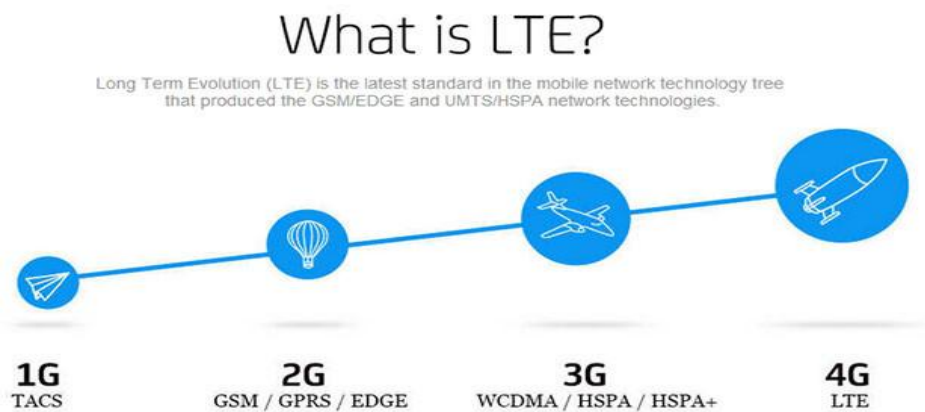 What is LTE?
Long Term Evolution (LTE) is the latest standard in the mobile network technology tree
that produced the GSM/EDGE and UMTS/HSPA network technologies.
1G
TACS
2G
GSM / GPRS / EDGE
3G
WCDMA / HSPA / HSPA+
4G
LTE